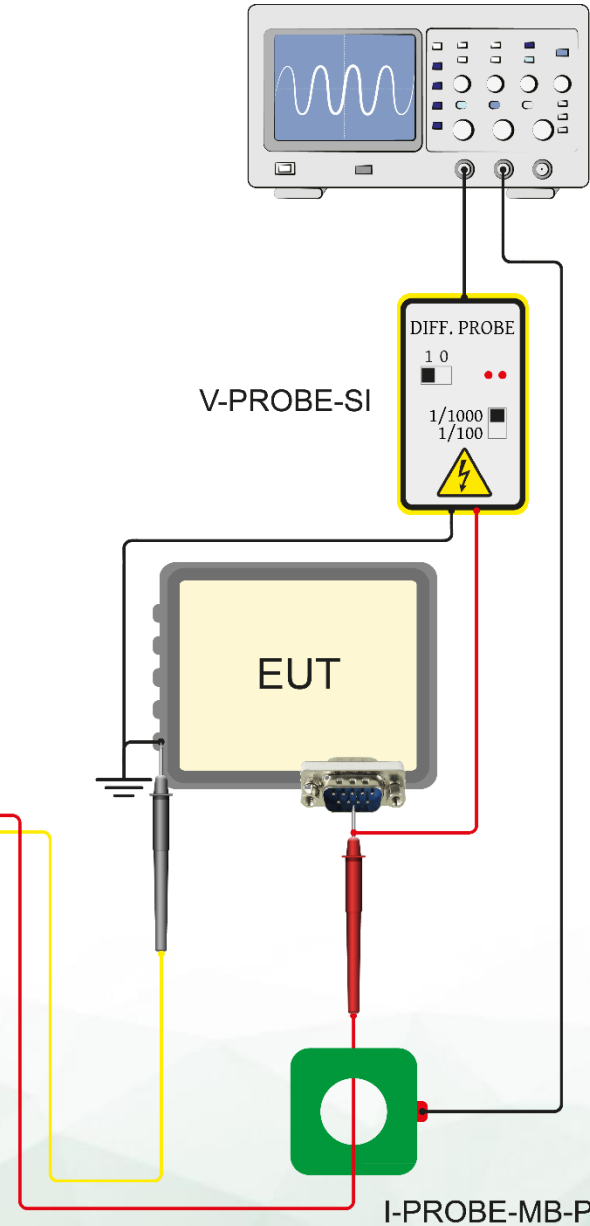 DIFF. PROBE
1 0
V-PROBE-SI
1/1000
1/100
EUT
I-PROBE-MB-P